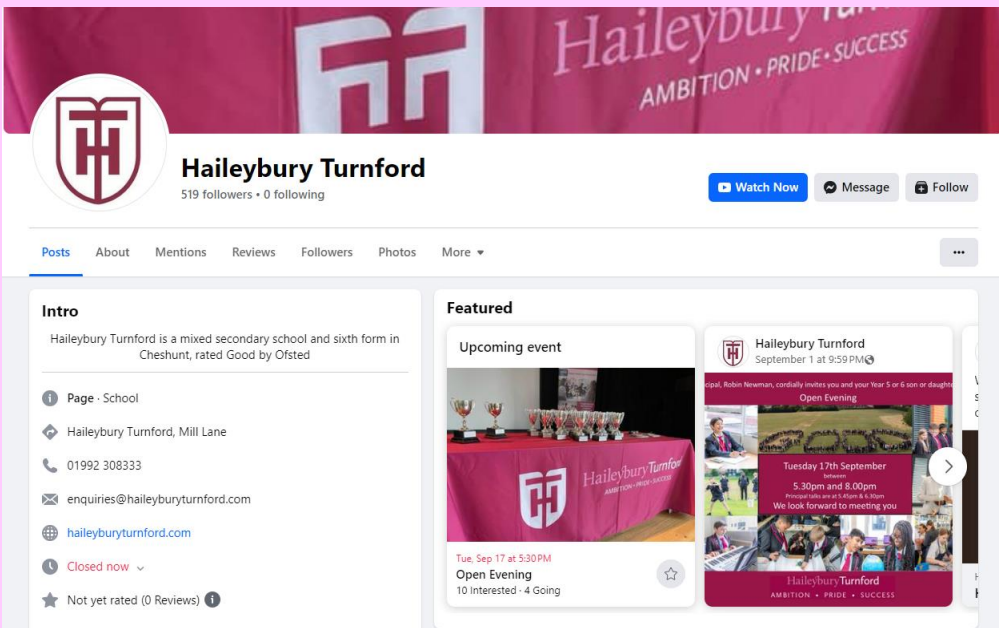 Haileybury Turnford
AMBITION • PRIDE • SUCCESS
Haileybury Turnford
519 followers • 0 following
Watch Now
Message
Follow
Posts
About
Mentions
Reviews
Followers
Photos
More
Intro
Haileybury Turnford is a mixed secondary school and sixth form in
Cheshunt, rated Good by Ofsted
Page · School
Haileybury Turnford, Mill Lane
01992 308333
enquiries@haileyburyturnford.com
haileyburyturnford.com
Closed now
Not yet rated (0 Reviews)
Featured
Upcoming event
HaileyburyTurnfor
AMBITION • PRIDE • SUCCESS
Tue, Sep 17 at 5:30 PM
Open Evening
10 Interested · 4 Going
Haileybury Turnford
September 1 at 9:59 PM
cipal, Robin Newman, cordially invites you and your Year 5 or 6 son or daughte
Open Evening
GOOD
Tuesday 17th September
between
5.30pm and 8.00pm
Principal talks are at 5.45pm & 6.30pm
We look forward to meeting you
HaileyburyTurnford
AMBITION • PRIDE • SUCCESS